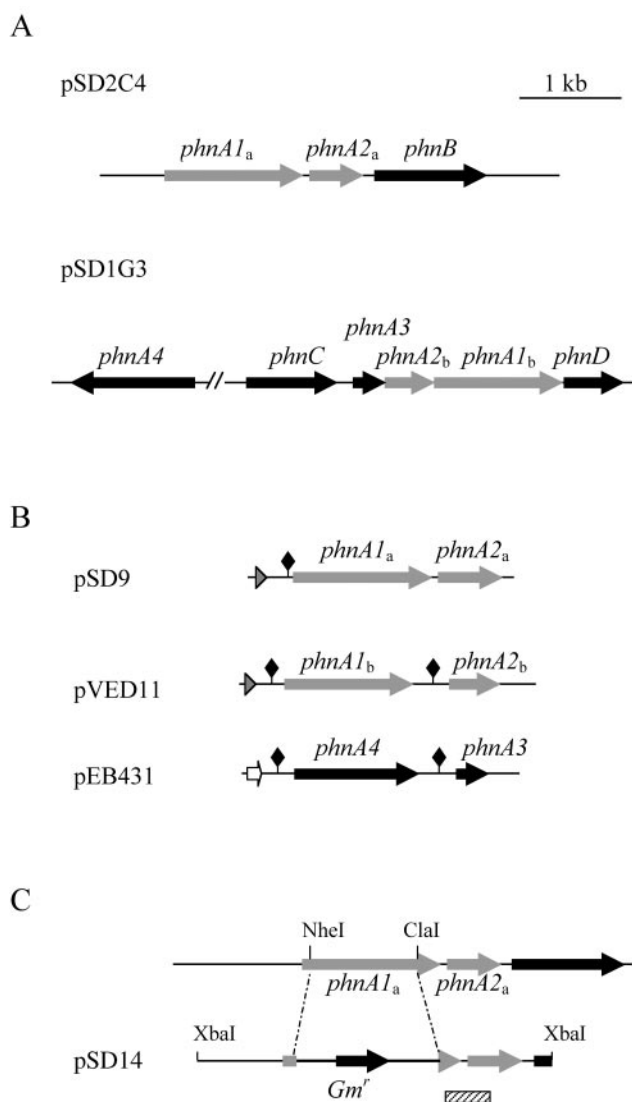 A
pSD2C4
1 kb
phnA1a phnA2a phnB
pSD1G3
phnA3
phnA4 phnC phnA2b phnA1b phnD
B
phnA1a phnA2a
pSD9
phnA1b phnA2b
pVED11
phnA4 phnA3
pEB431
C
NheI ClaI
phnA1a phnA2a
XbaI XbaI
pSD14
Gmr